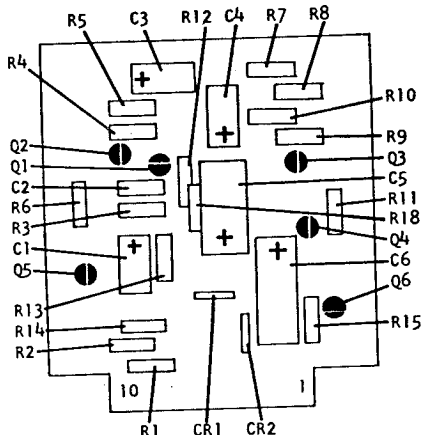 C3 R12 C4 R7
R5 R8
R4
R10
Q2 R9
Q1 Q3
C2 C5
R6 R11
R3 R18
C1 Q4
Q5 C6
Q6
R13
R14 R15
R2
10 1
R1 CR1 CR2
+
+
+
+
+